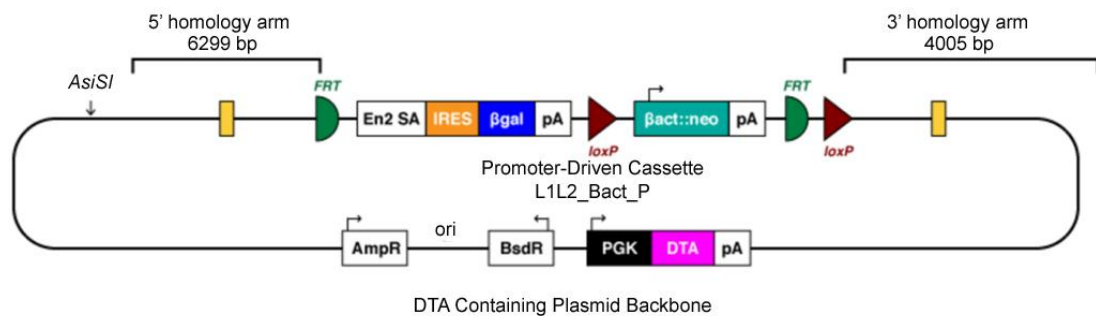 5' homology arm
6299 bp
3' homology arm
4005 bp
AsiSI
FRT
FRT
En2 SA
IRES
βgal
pA
βact::neo
pA
loxP
loxP
Promoter-Driven Cassette
L1L2_Bact_P
AmpR
ori
BsdR
PGK
DTA
pA
DTA Containing Plasmid Backbone